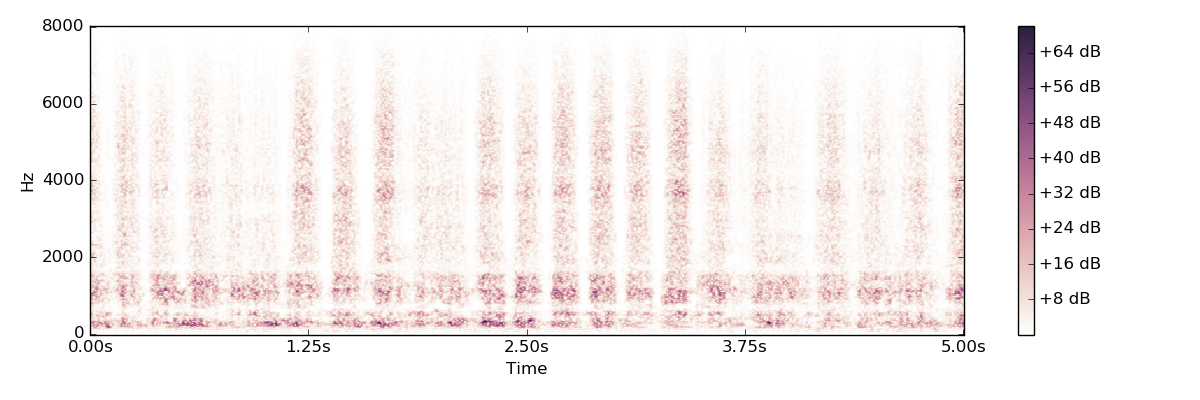 8000
6000
4000
2000
0
Hz
0.00s
1.25s
2.50s
3.75s
5.00s
Time
+64 dB
+56 dB
+48 dB
+40 dB
+32 dB
+24 dB
+16 dB
+8 dB